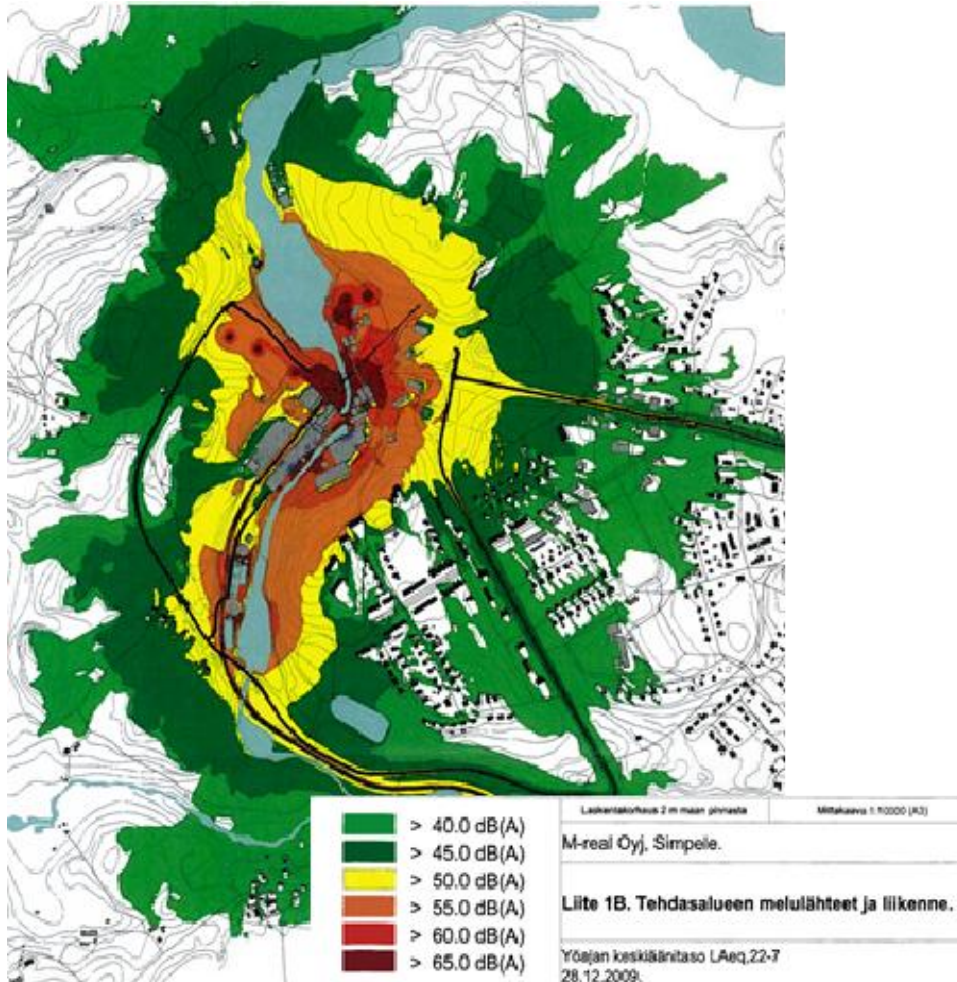 > 40.0 dB(A)
> 45.0 dB(A)
> 50.0 dB(A)
> 55.0 dB(A)
> 60.0 dB(A)
> 65.0 dB(A)
Laskentakorkeus 2 m maan pinnasta
Mittakaava 1:10000 (A3)
M-real Oyj, Simpele.
Liite 1B. Tehdasalueen melulähteet ja liikenne.
Yöajan keskiäänitaso LAeq,22-7
28.12.2009.